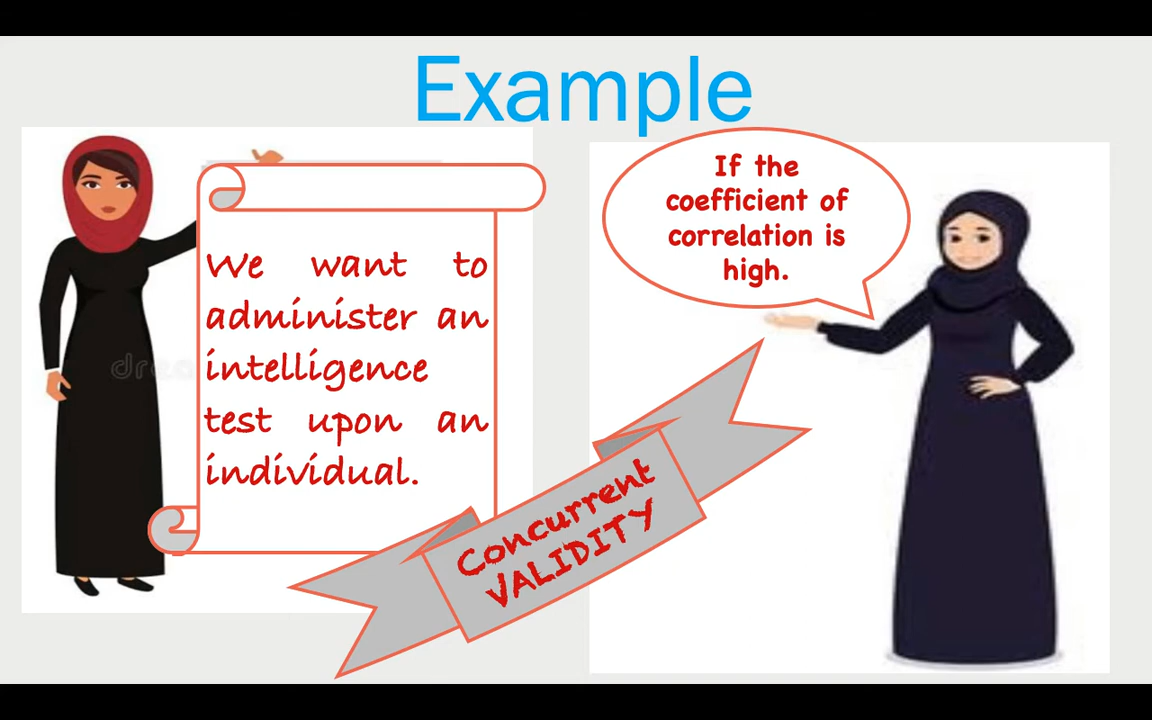 Example
We want to
administer an
intelligence
test upon an
individual.
If the
coefficient of
correlation is
high.
Concurrent
VALIDITY